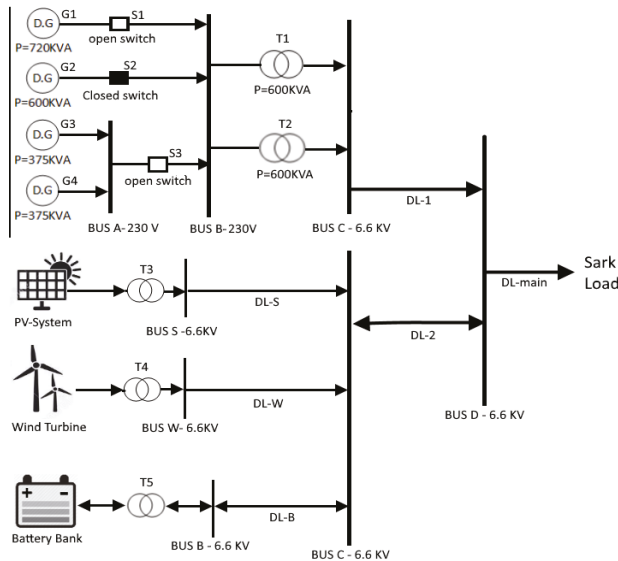 D.G G1 S1
open switch
P=720KVA
D.G G2 S2
Closed switch
P=600KVA
D.G G3
P=375KVA
D.G G4
P=375KVA
S3
open switch
T1
P=600KVA
T2
P=600KVA
BUS A- 230 V
BUS B-230V
BUS C - 6.6 KV
DL-1
DL-main
Sark
Load
PV-System
T3
BUS S -6.6KV
DL-S
DL-2
Wind Turbine
T4
BUS W- 6.6KV
DL-W
BUS D - 6.6 KV
Battery Bank
T5
BUS B - 6.6 KV
DL-B
BUS C - 6.6 KV